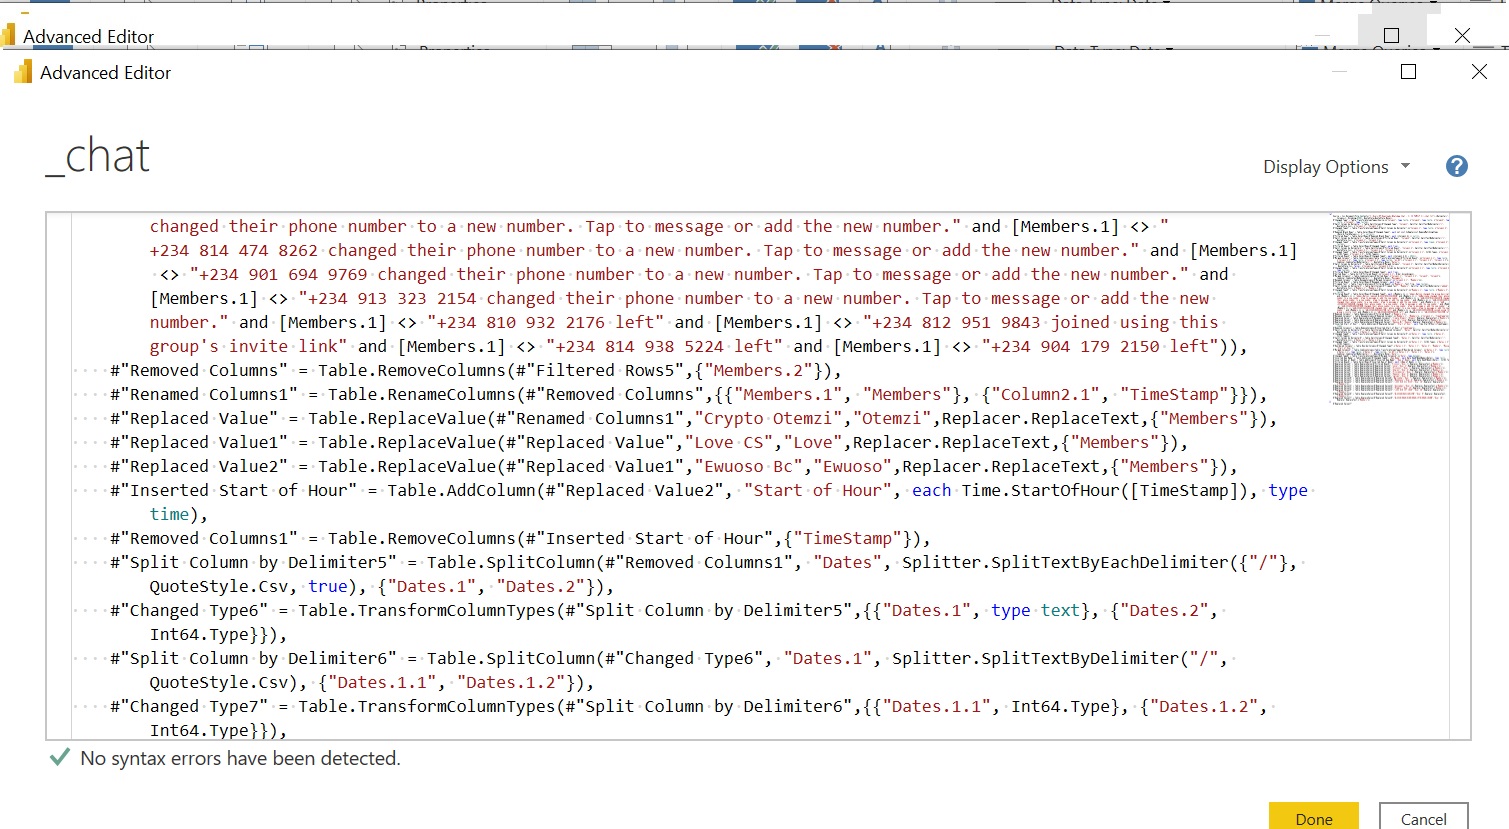 Advanced Editor
Advanced Editor
_chat
Display Options
?
changed their phone number to a new number. Tap to message or add the new number." and [Members.1] <> "
+234 814 474 8262 changed their phone number to a new number. Tap to message or add the new number." and [Members.1]
<> "+234 901 694 9769 changed their phone number to a new number. Tap to message or add the new number." and
[Members.1] <> "+234 913 323 2154 changed their phone number to a new number. Tap to message or add the new
number." and [Members.1] <> "+234 810 932 2176 left" and [Members.1] <> "+234 812 951 9843 joined using this
group's invite link" and [Members.1] <> "+234 814 038 5221 left" and [Members.1] <> "+234 904 179 2150 left")),
#"Removed Columns" = Table.RemoveColumns(#"Filtered Rows5",{"Members.2"}),
#"Renamed Columns1" = Table.RenameColumns(#"Removed Columns",{{"Members.1", "Members"}, {"Column2.1", "TimeStamp"}}),
#"Replaced Value" = Table.ReplaceValue(#"Renamed Columns1","Crypto Otemzi","Otemzi",Replacer.ReplaceText,{"Members"}),
#"Replaced Value1" = Table.ReplaceValue(#"Replaced Value","Love CS","Love",Replacer.ReplaceText,{"Members"}),
#"Replaced Value2" = Table.ReplaceValue(#"Replaced Value1","Ewuoso Bc","Ewuoso",Replacer.ReplaceText,{"Members"}),
#"Inserted Start of Hour" = Table.AddColumn(#"Replaced Value2", "Start of Hour", each Time.StartOfHour([TimeStamp]), type
time),
#"Removed Columns1" = Table.RemoveColumns(#"Inserted Start of Hour",{"TimeStamp"}),
#"Split Column by Delimiter5" = Table.SplitColumn(#"Removed Columns1", "Dates", Splitter.SplitTextByEachDelimiter({"/"},
QuoteStyle.Csv, true), {"Dates.1", "Dates.2"}),
#"Changed Type6" = Table.TransformColumnTypes(#"Split Column by Delimiter5",{{"Dates.1", type text}, {"Dates.2",
Int64.Type}}),
#"Split Column by Delimiter6" = Table.SplitColumn(#"Changed Type6", "Dates.1", Splitter.SplitTextByDelimiter("/",
QuoteStyle.Csv), {"Dates.1.1", "Dates.1.2"}),
#"Changed Type7" = Table.TransformColumnTypes(#"Split Column by Delimiter6",{{"Dates.1.1", Int64.Type}, {"Dates.1.2",
Int64.Type}}),
No syntax errors have been detected.
Done
Cancel